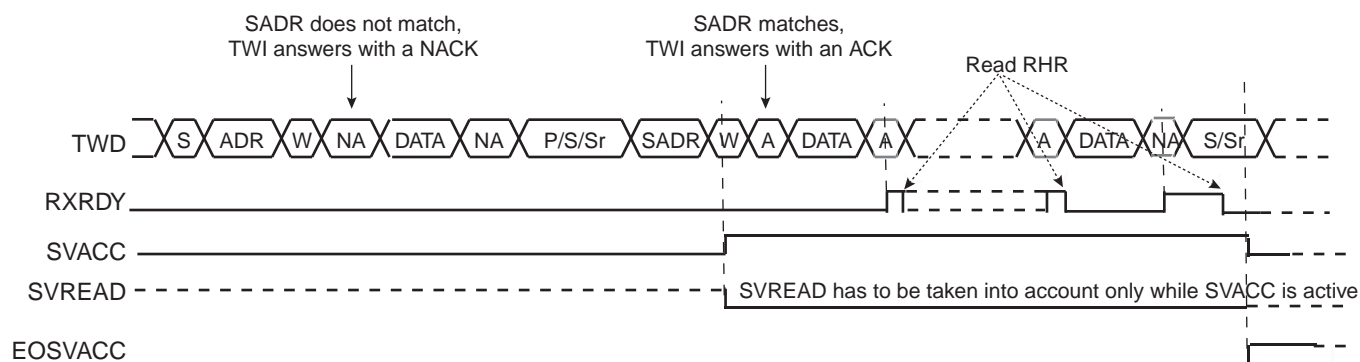 SADR does not match,
TWI answers with a NACK
SADR matches,
TWI answers with an ACK
Read RHR
TWD S ADR W NA DATA NA P/S/Sr SADR W A DATA A A DATA NA S/Sr
RXRDY
SVACC
SVREAD SVREAD has to be taken into account only while SVACC is active
EOSVACC